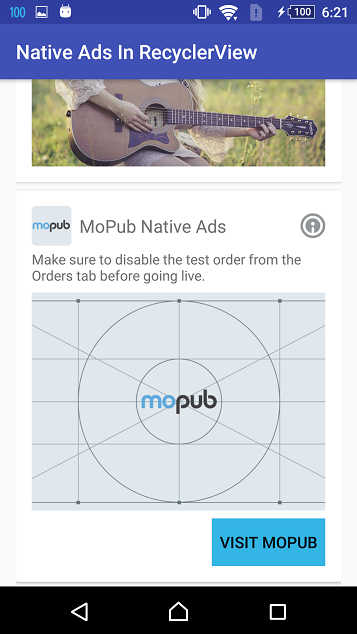 100
100
6:21
Native Ads In RecyclerView
mopub
MoPub Native Ads
Make sure to disable the test order from the
Orders tab before going live.
mopub
VISIT MOPUB